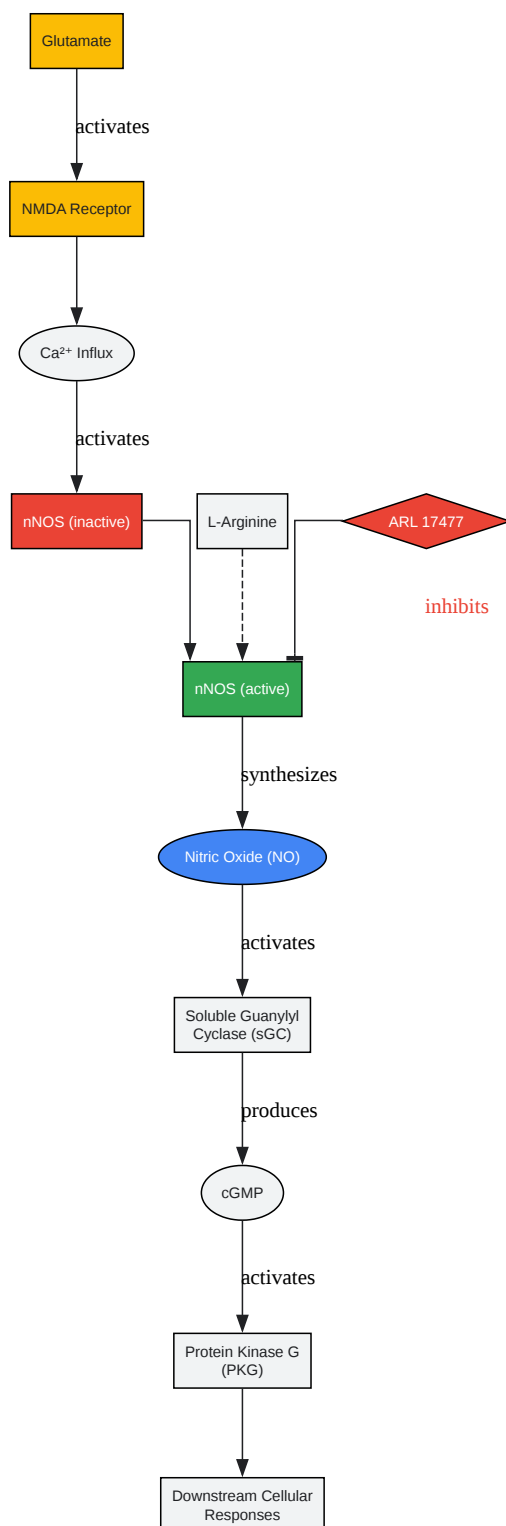 Glutamate
activates
NMDA Receptor
Ca²⁺ Influx
activates
nNOS (inactive)
L-Arginine
ARL 17477
inhibits
nNOS (active)
synthesizes
Nitric Oxide (NO)
activates
Soluble Guanylyl
Cyclase (sGC)
produces
cGMP
activates
Protein Kinase G
(PKG)
Downstream Cellular
Responses